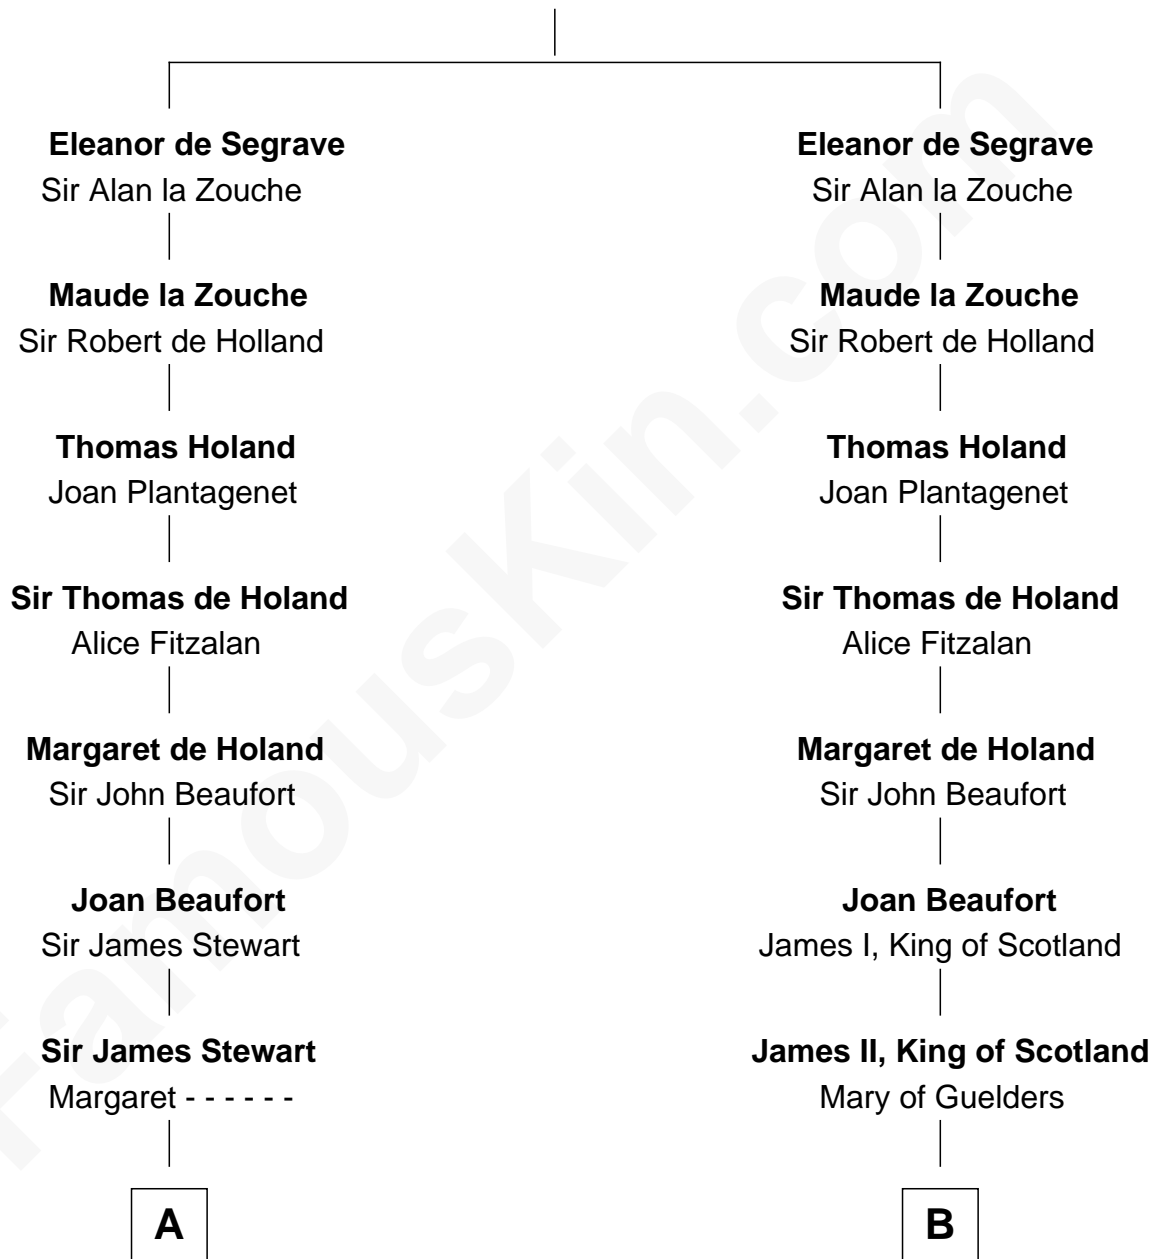 Eleanor de Segrave
Sir Alan la Zouche
Maude la Zouche
Sir Robert de Holland
Thomas Holand
Joan Plantagenet
Sir Thomas de Holand
Alice Fitzalan
Margaret de Holand
Sir John Beaufort
Joan Beaufort
Sir James Stewart
Sir James Stewart
Margaret - - - - - -
A
Eleanor de Segrave
Sir Alan la Zouche
Maude la Zouche
Sir Robert de Holland
Thomas Holand
Joan Plantagenet
Sir Thomas de Holand
Alice Fitzalan
Margaret de Holand
Sir John Beaufort
Joan Beaufort
James I, King of Scotland
James II, King of Scotland
Mary of Guelders
B
FamousKin.com